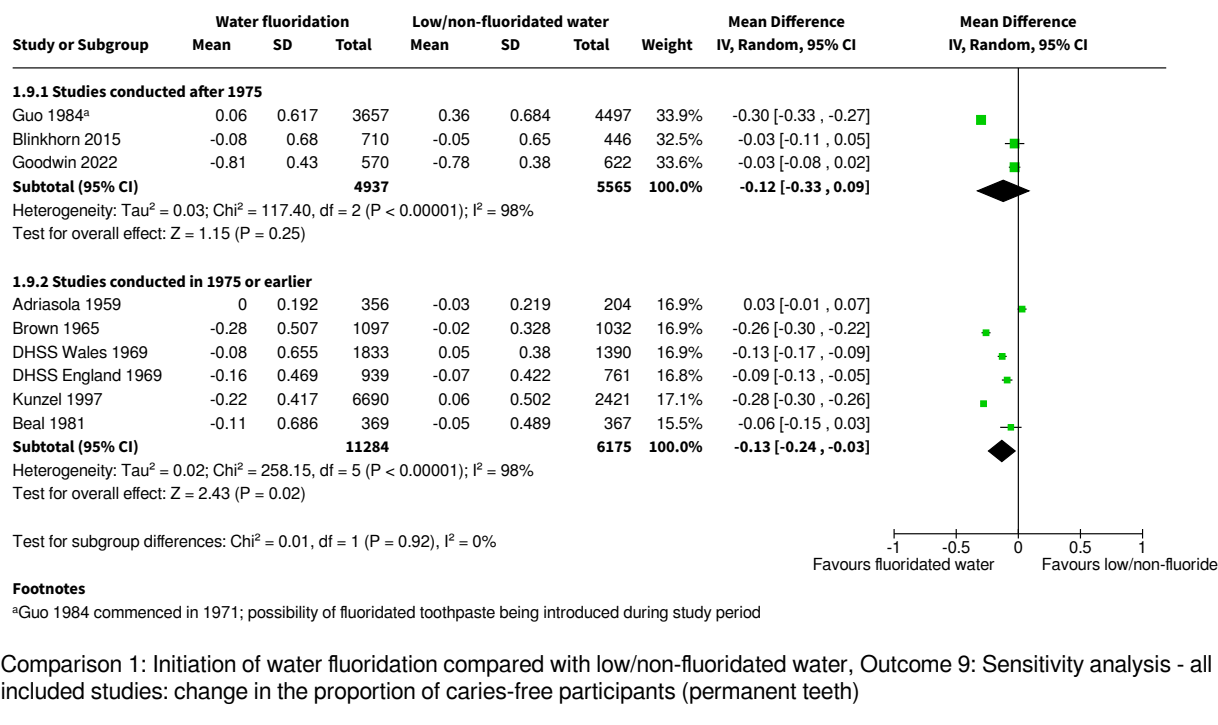 Water fluoridation Low/non-fluoridated water Mean Difference Mean Difference
Study or Subgroup Mean SD Total Mean SD Total Weight IV, Random, 95% CI IV, Random, 95% CI
1.9.1 Studies conducted after 1975
Guo 1984ᵃ 0.06 0.617 3657 0.36 0.684 4497 33.9% -0.30 [-0.33 , -0.27]
Blinkhorn 2015 -0.08 0.68 710 -0.05 0.65 446 32.5% -0.03 [-0.11 , 0.05]
Goodwin 2022 -0.81 0.43 570 -0.78 0.38 622 33.6% -0.03 [-0.08 , 0.02]
Subtotal (95% CI) 4937 5565 100.0% -0.12 [-0.33 , 0.09]
Heterogeneity: Tau² = 0.03; Chi² = 117.40, df = 2 (P < 0.00001); I² = 98%
Test for overall effect: Z = 1.15 (P = 0.25)
1.9.2 Studies conducted in 1975 or earlier
Adriasola 1959 0 0.192 356 -0.03 0.219 204 16.9% 0.03 [-0.01 , 0.07]
Brown 1965 -0.28 0.507 1097 -0.02 0.328 1032 16.9% -0.26 [-0.30 , -0.22]
DHSS Wales 1969 -0.08 0.655 1833 0.05 0.38 1390 16.9% -0.13 [-0.17 , -0.09]
DHSS England 1969 -0.16 0.469 939 -0.07 0.422 761 16.8% -0.09 [-0.13 , -0.05]
Kunzel 1997 -0.22 0.417 6690 0.06 0.502 2421 17.1% -0.28 [-0.30 , -0.26]
Beal 1981 -0.11 0.686 369 -0.05 0.489 367 15.5% -0.06 [-0.15 , 0.03]
Subtotal (95% CI) 11284 6175 100.0% -0.13 [-0.24 , -0.03]
Heterogeneity: Tau² = 0.02; Chi² = 258.15, df = 5 (P < 0.00001); I² = 98%
Test for overall effect: Z = 2.43 (P = 0.02)
Test for subgroup differences: Chi² = 0.01, df = 1 (P = 0.92), I² = 0%
-1 -0.5 0 0.5 1
Favours fluoridated water Favours low/non-fluoride
Footnotes
ᵃGuo 1984 commenced in 1971; possibility of fluoridated toothpaste being introduced during study period
Comparison 1: Initiation of water fluoridation compared with low/non-fluoridated water, Outcome 9: Sensitivity analysis - all
included studies: change in the proportion of caries-free participants (permanent teeth)